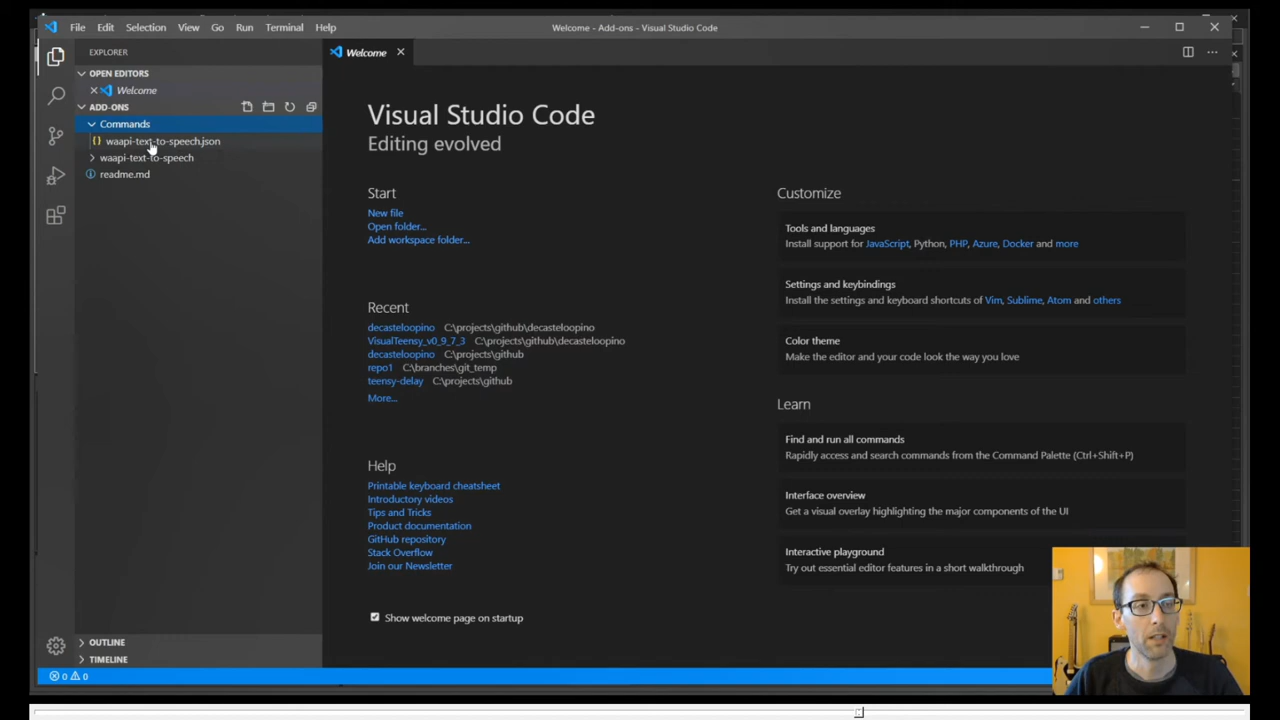 File Edit Selection View Go Run Terminal Help
Welcome - Add-ons - Visual Studio Code
EXPLORER
OPEN EDITORS
Welcome
ADD-ONS
Commands
waapi-text-to-speech.json
waapi-text-to-speech
readme.md
OUTLINE
TIMELINE
0 0
Welcome
Visual Studio Code
Editing evolved
Start
New file
Open folder...
Add workspace folder...
Recent
decasteloopino C:\projects\github\decasteloopino
VisualTeensy_v0_9_7_3 C:\projects\github\decasteloopino
decasteloopino C:\projects\github
repo1 C:\branches\git_temp
teensy-delay C:\projects\github
More...
Help
Printable keyboard cheatsheet
Introductory videos
Tips and Tricks
Product documentation
GitHub repository
Stack Overflow
Join our Newsletter
Show welcome page on startup
Customize
Tools and languages
Install support for JavaScript, Python, PHP, Azure, Docker and more
Settings and keybindings
Install the settings and keyboard shortcuts of Vim, Sublime, Atom and others
Color theme
Make the editor and your code look the way you love
Learn
Find and run all commands
Rapidly access and search commands from the Command Palette (Ctrl+Shift+P)
Interface overview
Get a visual overlay highlighting the major components of the UI
Interactive playground
Try out essential editor features in a short walkthrough